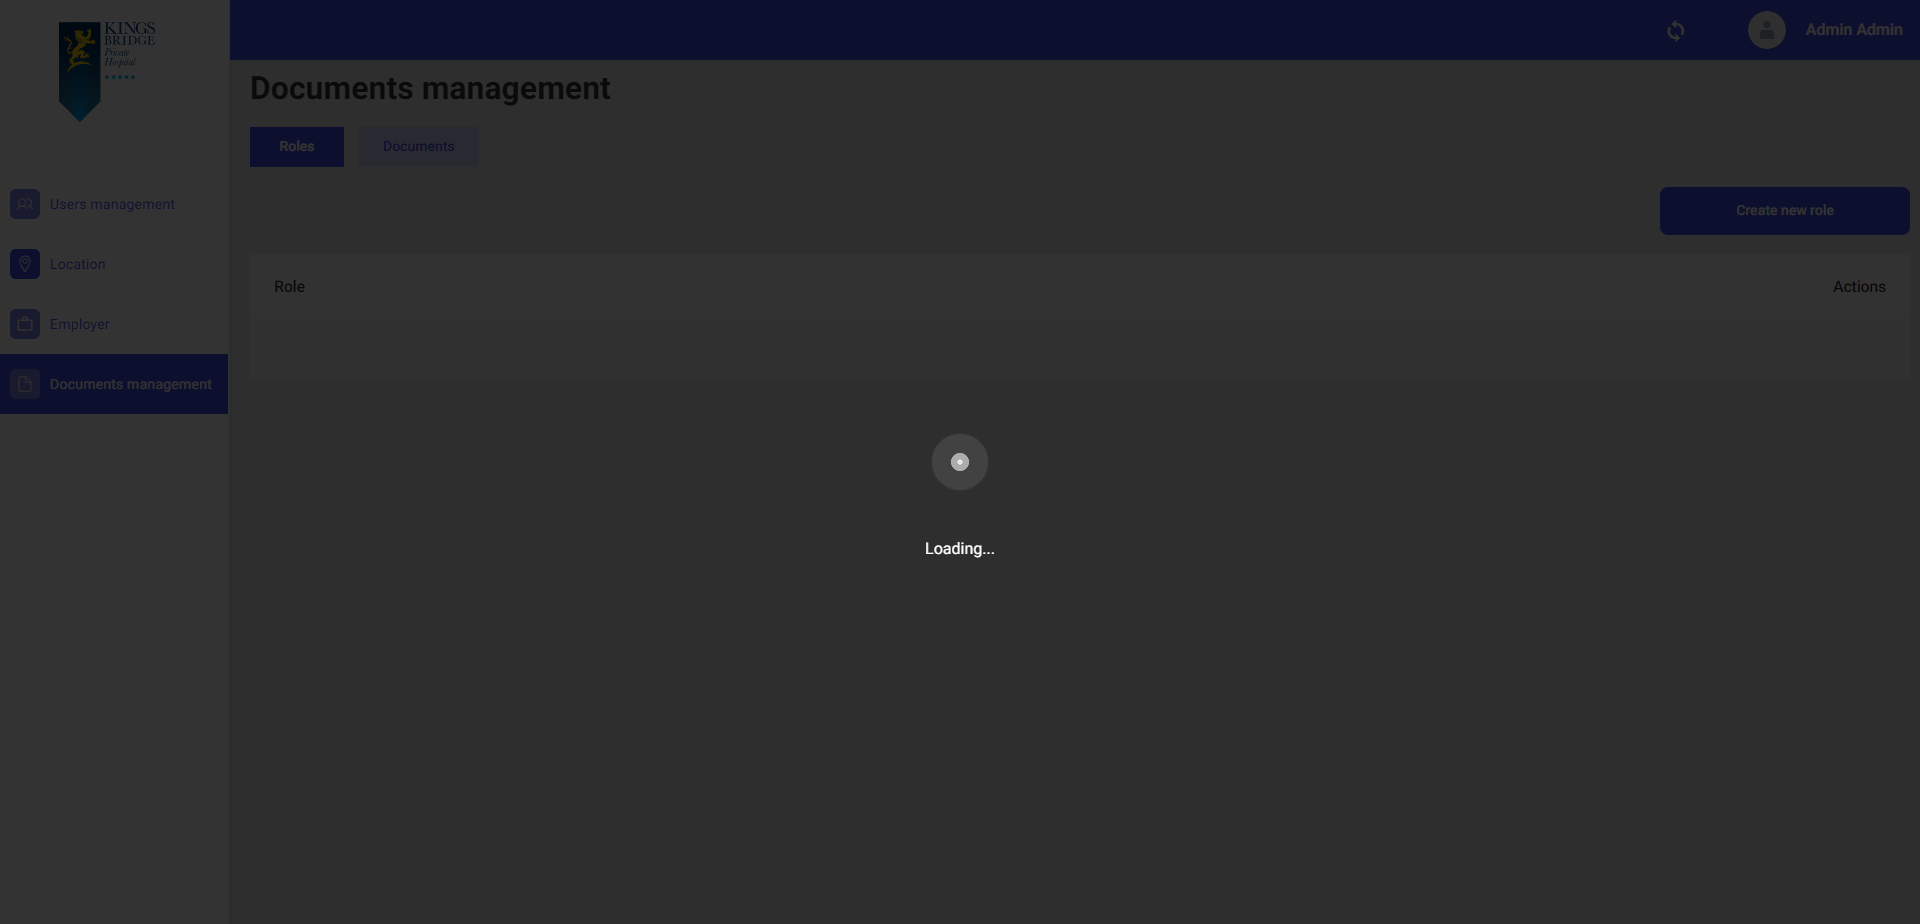 KINGS
BRIDGE
Private
Hospital
Admin Admin
Documents management
Roles
Documents
Users management
Create new role
Location
Role
Actions
Employer
Documents management
Loading...